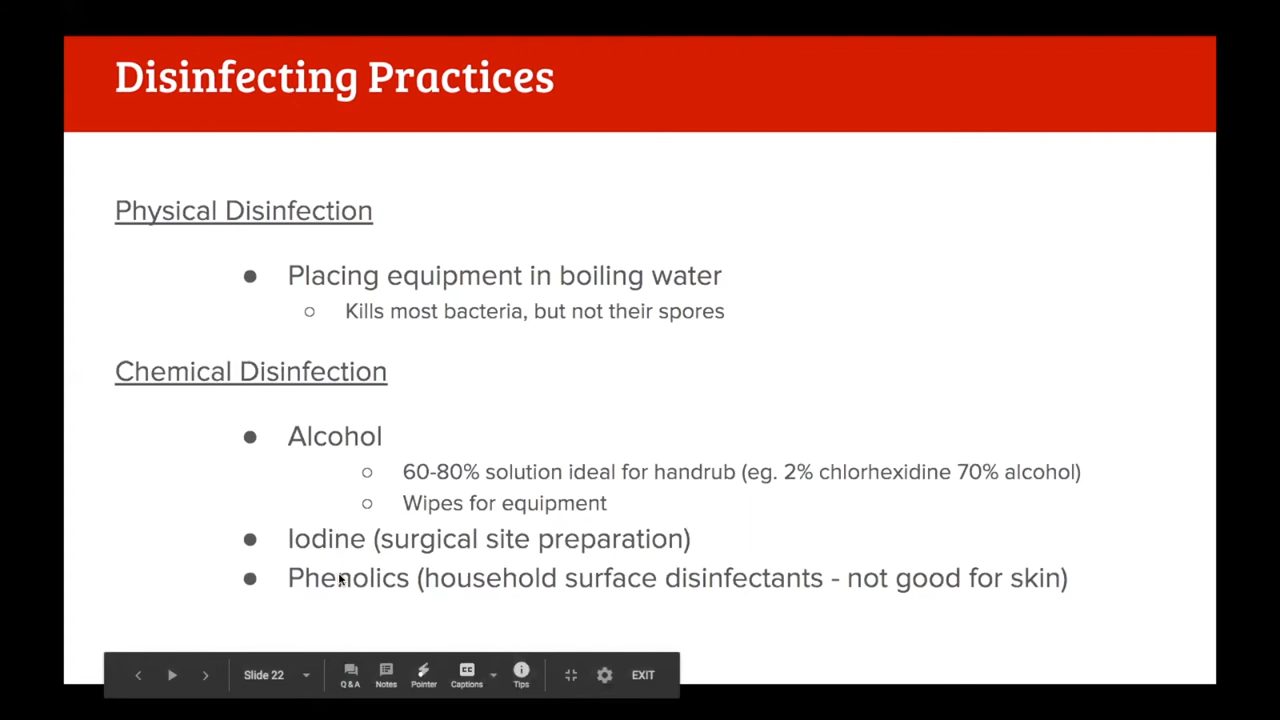 Disinfecting Practices
Physical Disinfection
● Placing equipment in boiling water
○ Kills most bacteria, but not their spores
Chemical Disinfection
● Alcohol
○ 60-80% solution ideal for handrub (eg. 2% chlorhexidine 70% alcohol)
○ Wipes for equipment
● Iodine (surgical site preparation)
● Phenolics (household surface disinfectants - not good for skin)
Slide 22 Q & A Notes Pointer CC Captions Tips EXIT